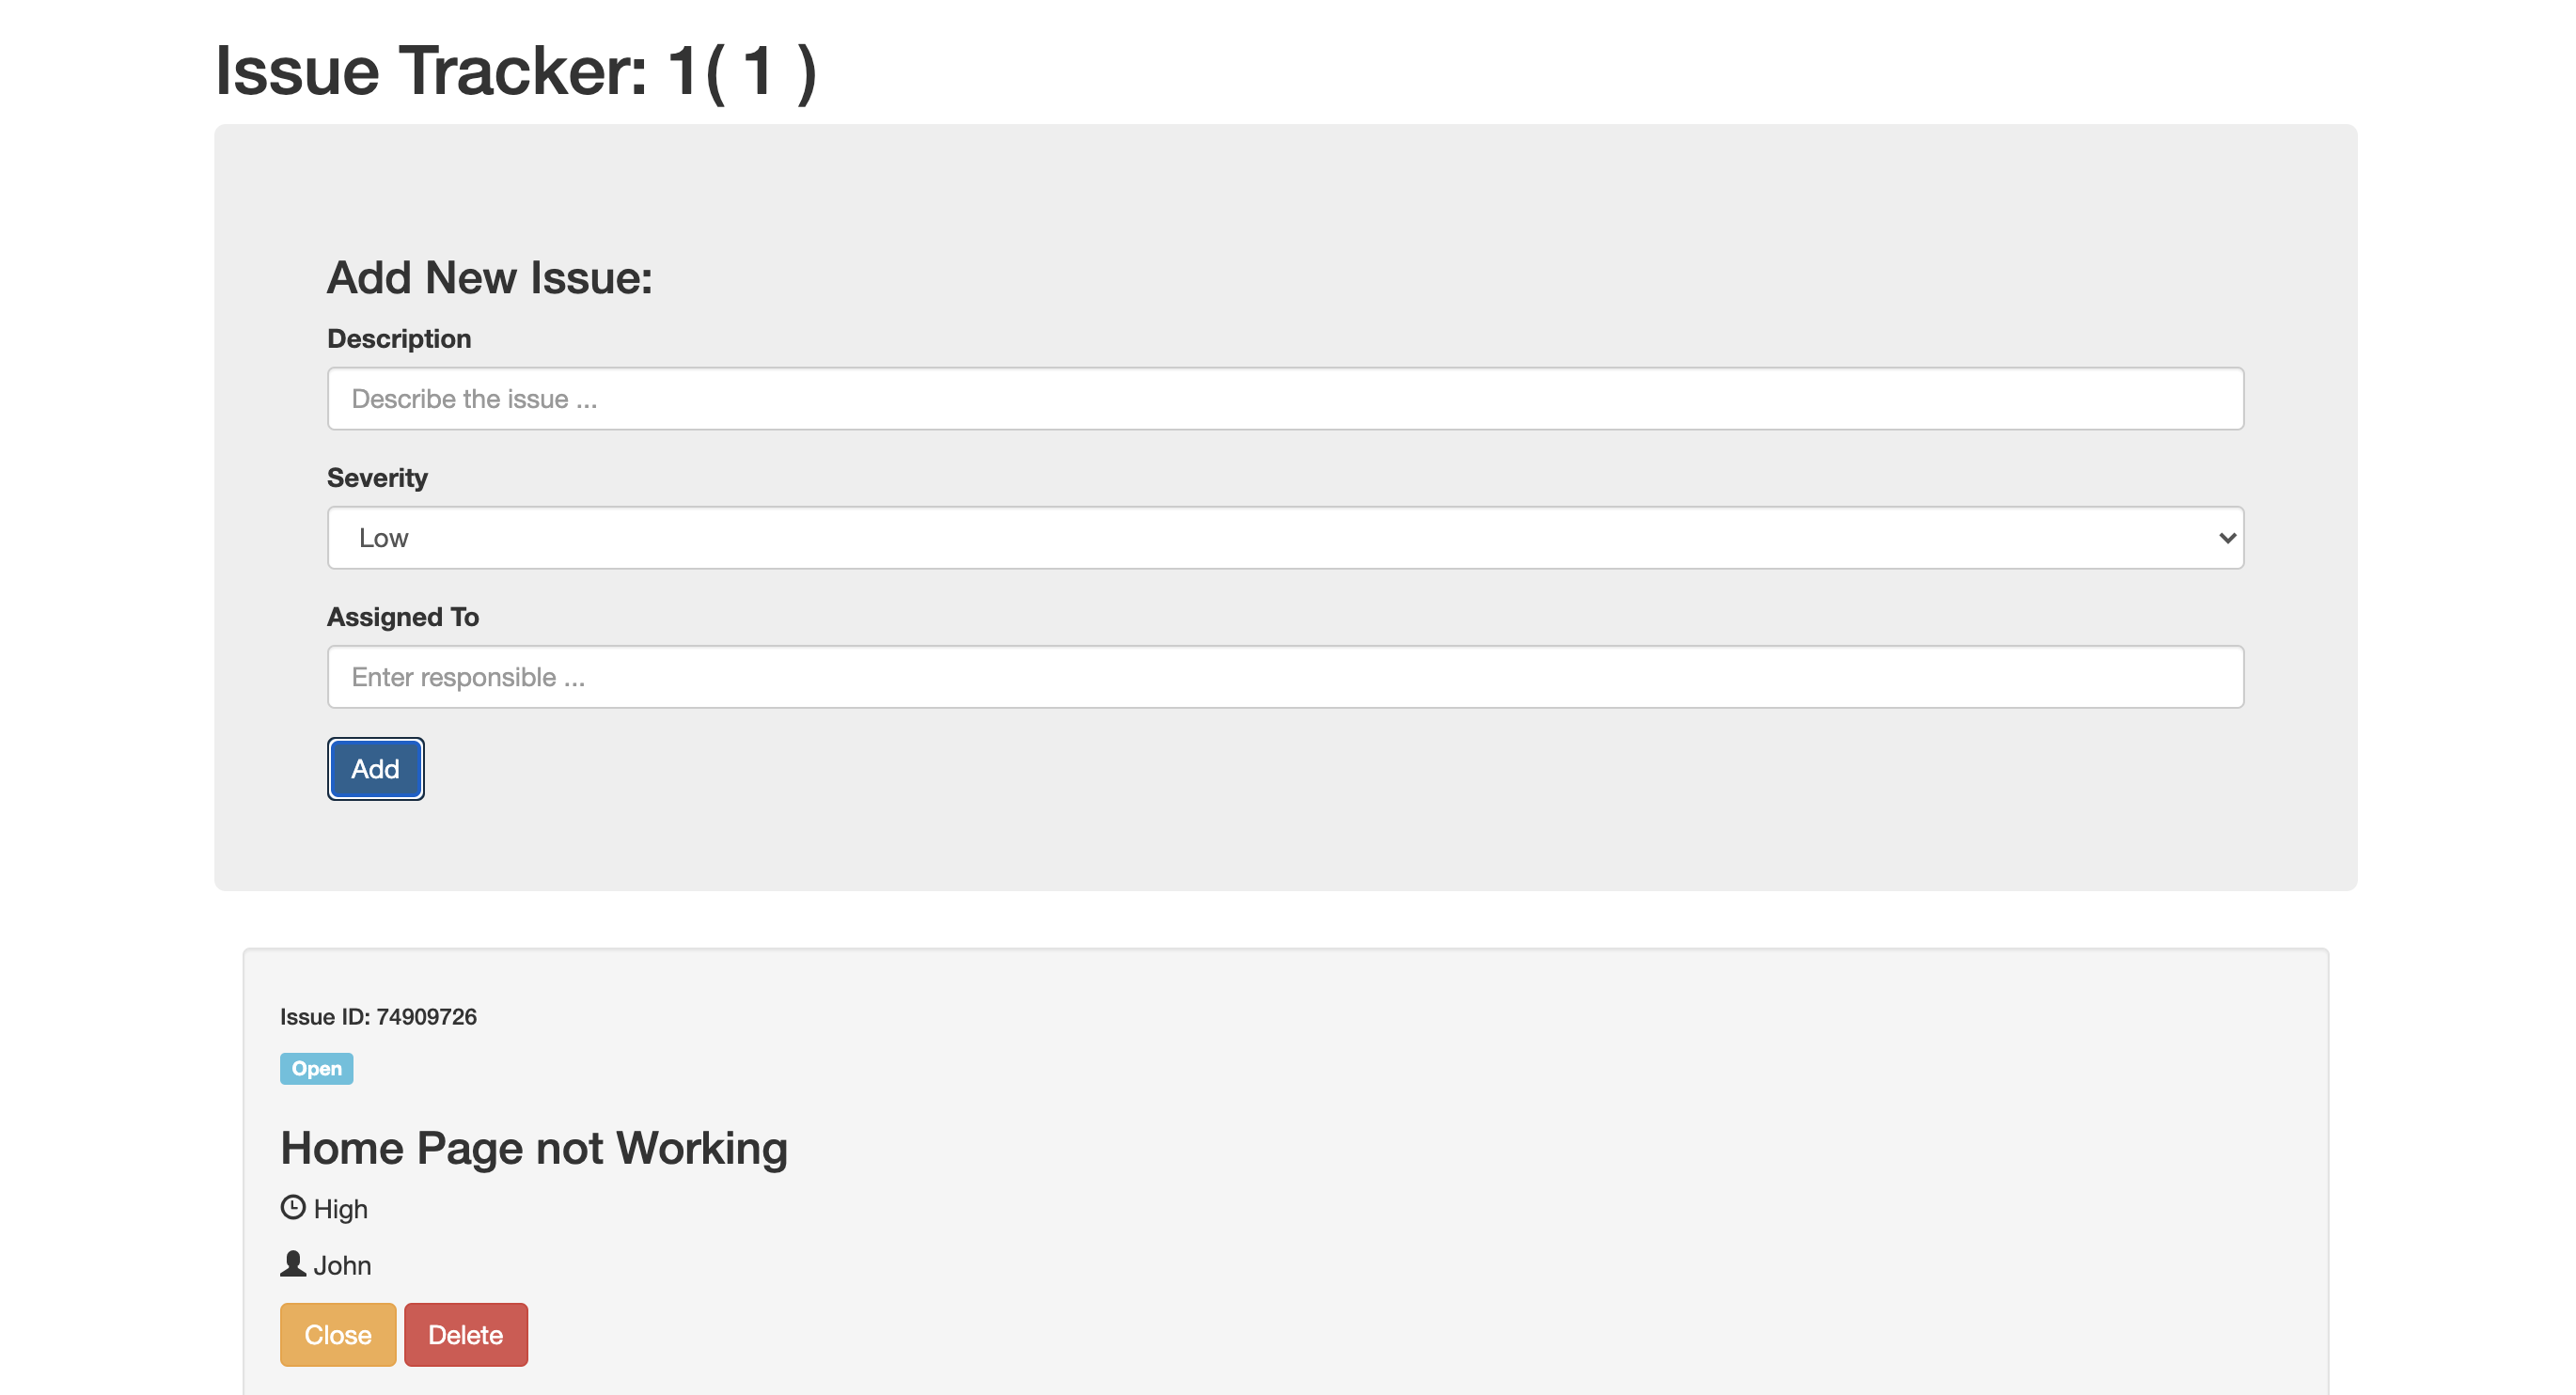 Issue Tracker: 1( 1 )
Add New Issue:
Description
Describe the issue ...
Severity
Low
Assigned To
Enter responsible ...
Add
Issue ID: 74909726
Open
Home Page not Working
High
John
Close Delete